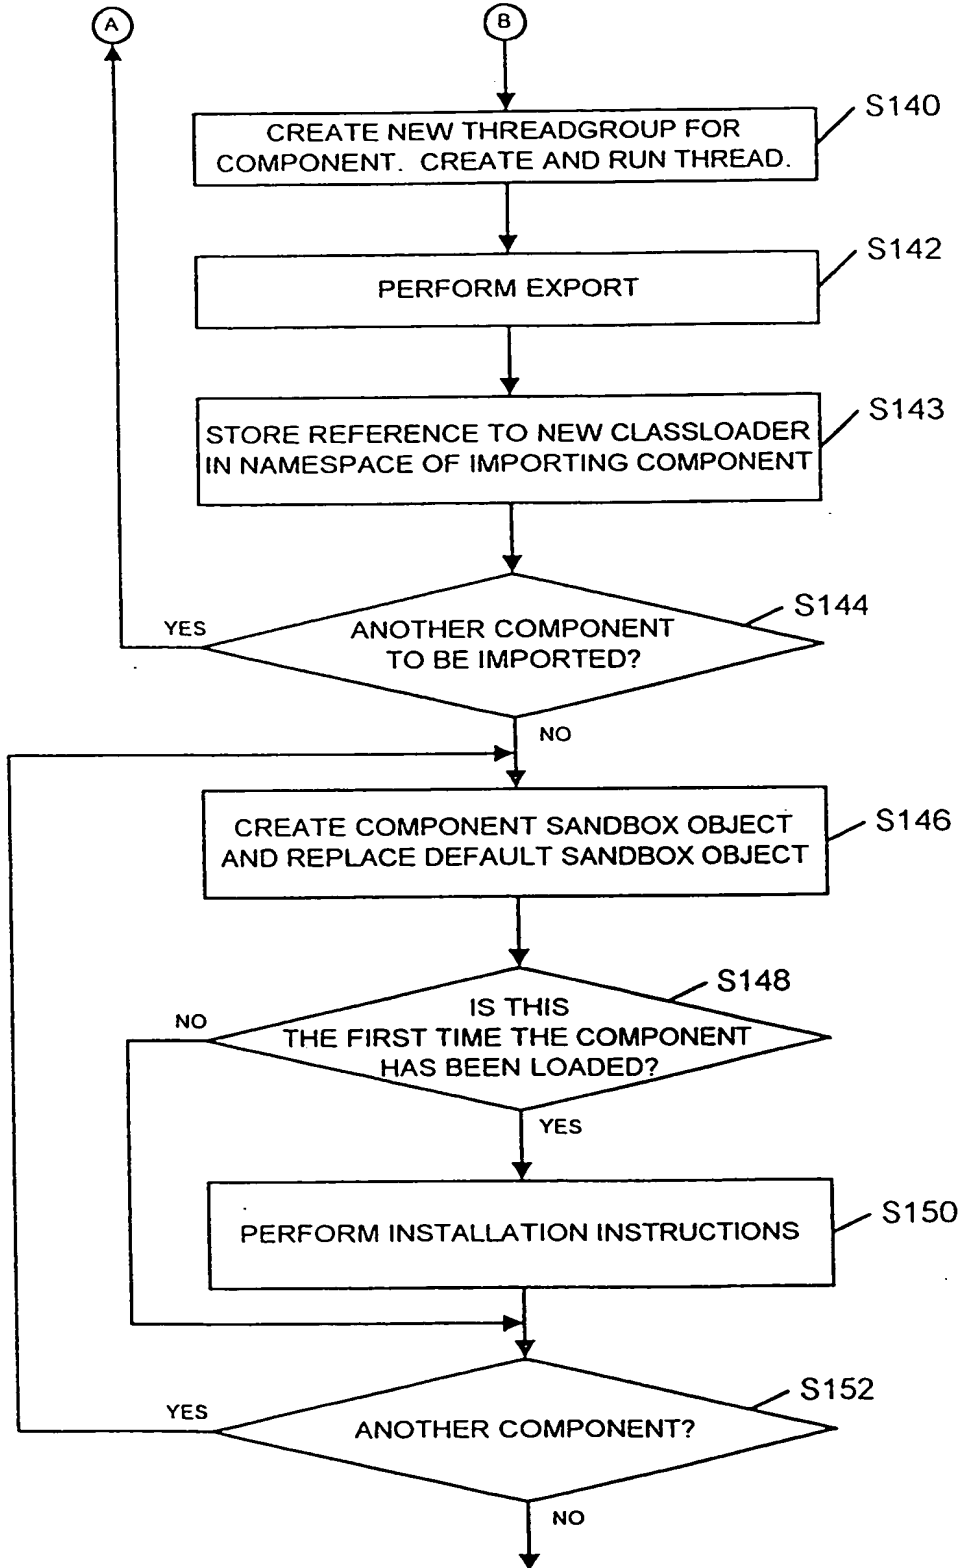 A
B
S140
CREATE NEW THREADGROUP FOR
COMPONENT. CREATE AND RUN THREAD.
S142
PERFORM EXPORT
S143
STORE REFERENCE TO NEW CLASSLOADER
IN NAMESPACE OF IMPORTING COMPONENT
S144
YES
ANOTHER COMPONENT
TO BE IMPORTED?
NO
S146
CREATE COMPONENT SANDBOX OBJECT
AND REPLACE DEFAULT SANDBOX OBJECT
S148
NO
IS THIS
THE FIRST TIME THE COMPONENT
HAS BEEN LOADED?
YES
S150
PERFORM INSTALLATION INSTRUCTIONS
S152
YES
ANOTHER COMPONENT?
NO